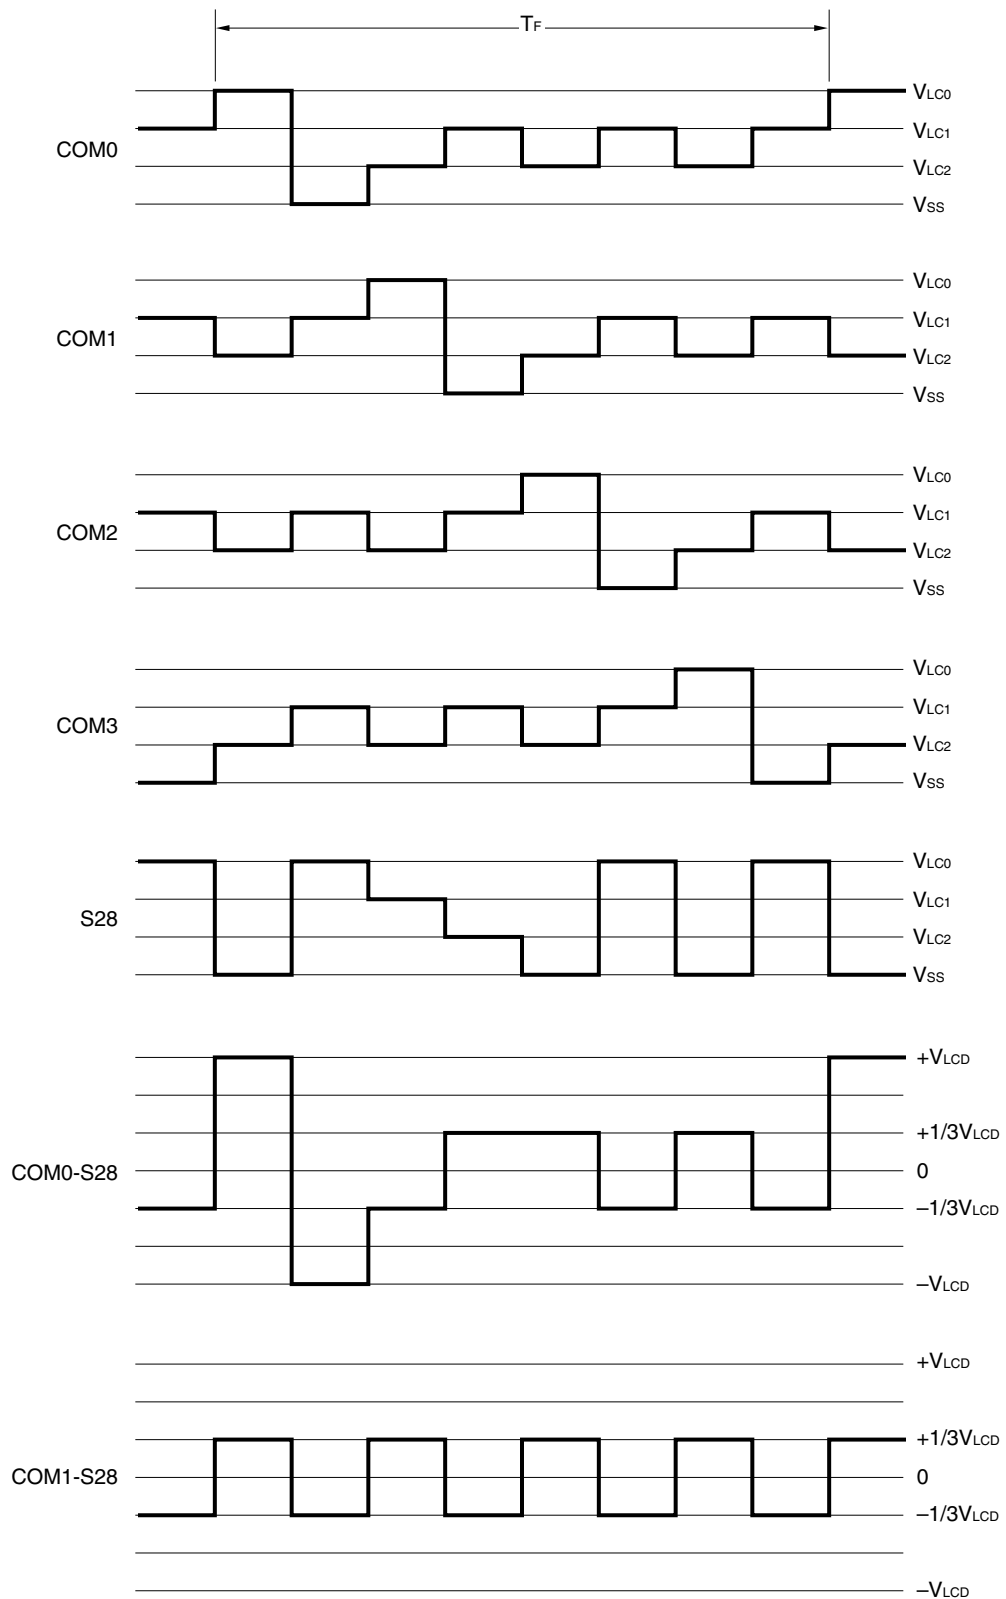 TF
VLC0
VLC1
COM0
VLC2
VSS
VLC0
VLC1
COM1
VLC2
VSS
VLC0
VLC1
COM2
VLC2
VSS
VLC0
VLC1
COM3
VLC2
VSS
VLC0
VLC1
S28
VLC2
VSS
+VLCD
+1/3VLCD
COM0-S28
0
–1/3VLCD
–VLCD
+VLCD
+1/3VLCD
COM1-S28
0
–1/3VLCD
–VLCD